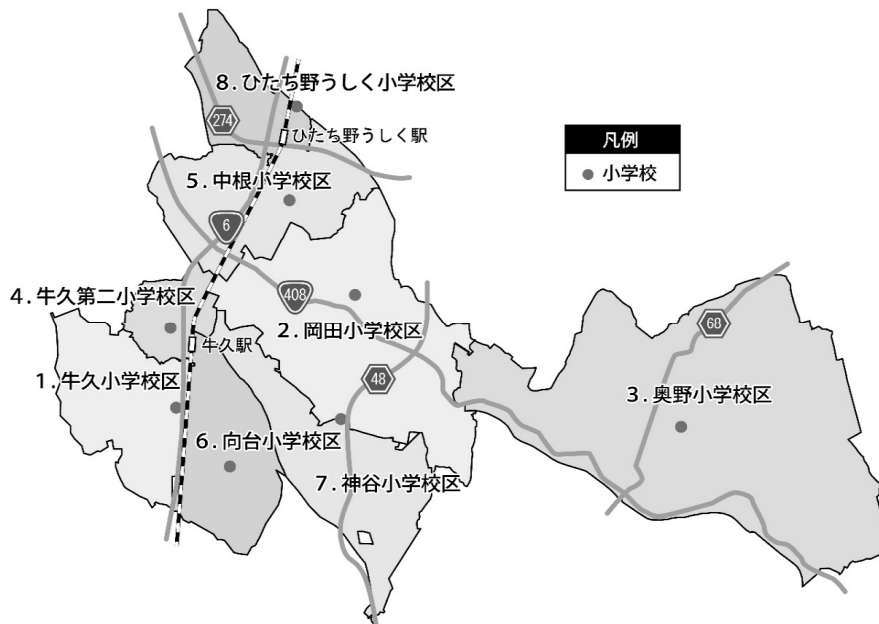 8.ひたち野うしく小学校区
274
ひたち野うしく駅
凡例
小学校
5.中根小学校区
6
4.牛久第二小学校区
408
2.岡田小学校区
68
牛久駅
1.牛久小学校区
48
3.奥野小学校区
6.向台小学校区
7.神谷小学校区